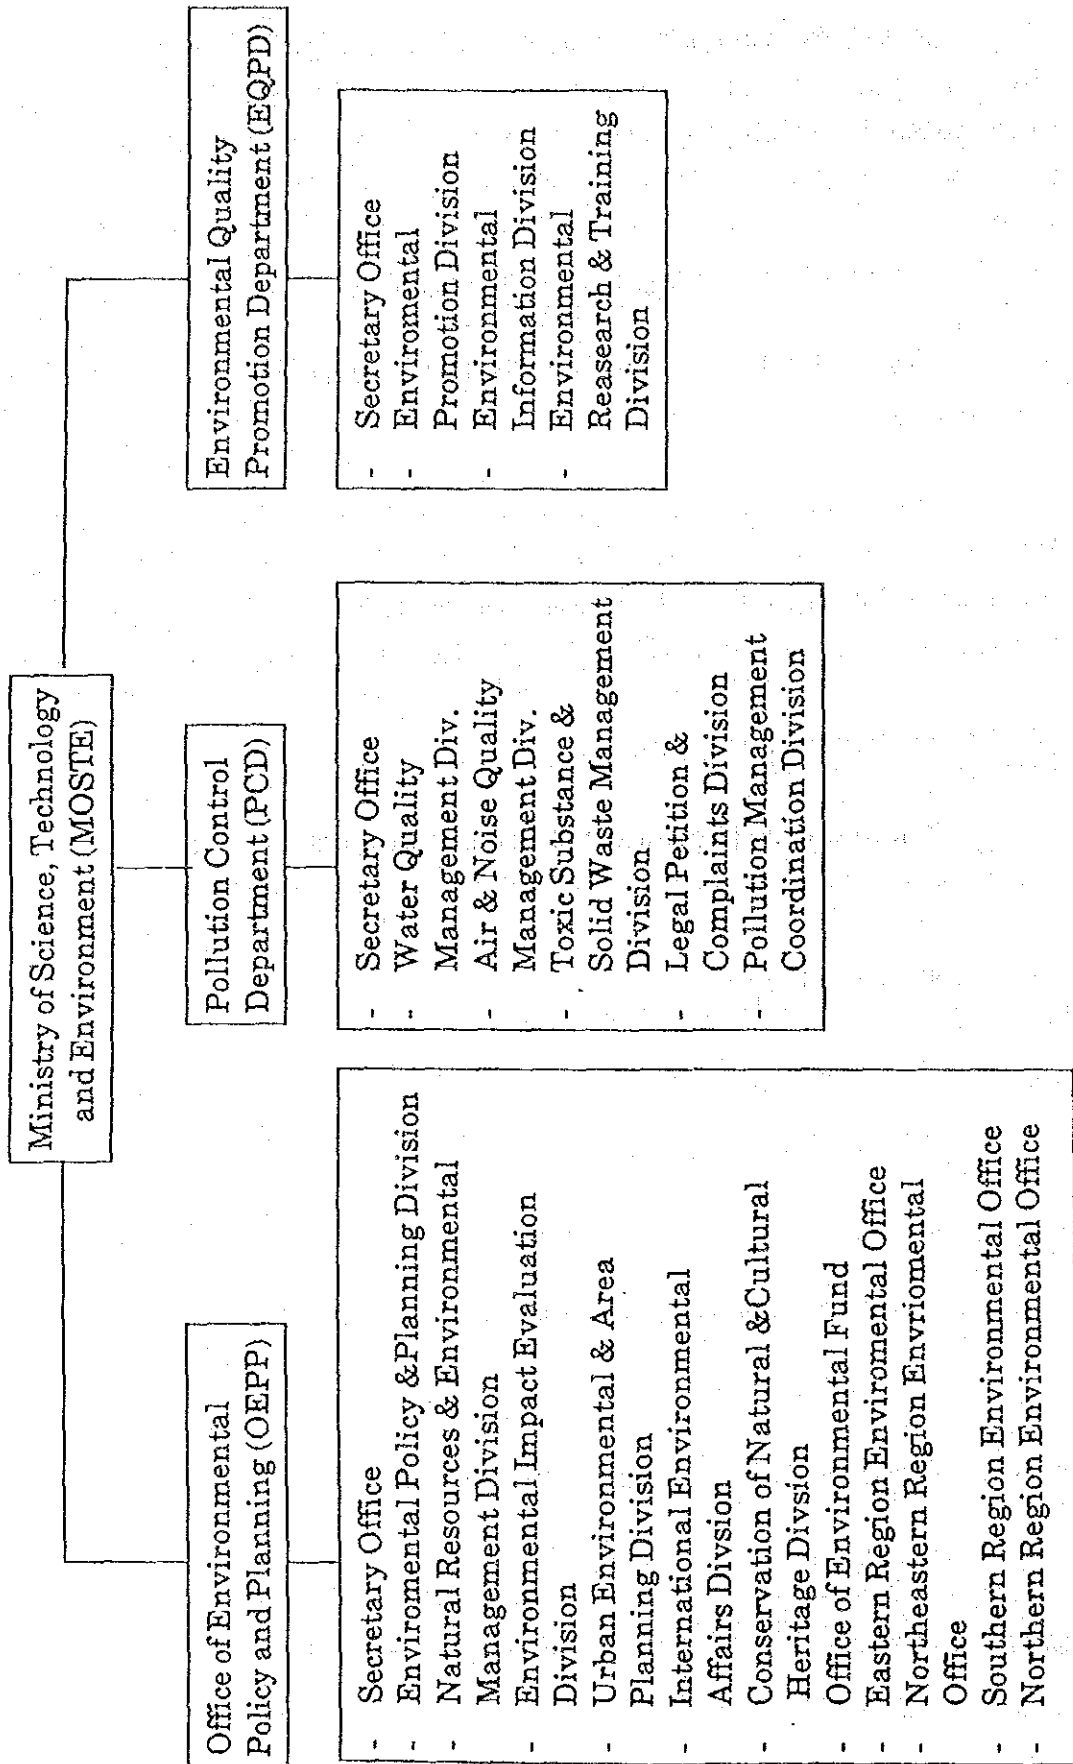 Ministry of Science, Technology
and Environment (MOSTE)
Office of Environmental
Policy and Planning (OEPP)
- Secretary Office
- Enviromental Policy &Planning Division
- Natural Resources & Environmental
Management Division
- Environmental Impact Evaluation
Division
- Urban Environmental & Area
Planning Division
- International Environmental
Affairs Divsion
- Conservation of Natural &Cultural
Heritage Divsion
- Office of Environmental Fund
- Eastern Region Enviromental Office
- Northeastern Region Envriomental
Office
- Southern Region Environmental Office
- Northern Region Environmental Office
Pollution Control
Department (PCD)
- Secretary Office
- Water Quality
Management Div.
- Air & Noise Quality
Management Div.
- Toxic Substance &
Solid Waste Management
Division
- Legal Petition &
Complaints Division
- Pollution Management
Coordination Division
Environmental Quality
Promotion Department (EQPD)
- Secretary Office
- Enviromental
Promotion Division
- Environmental
Information Division
- Environmental
Reasearch & Training
Division